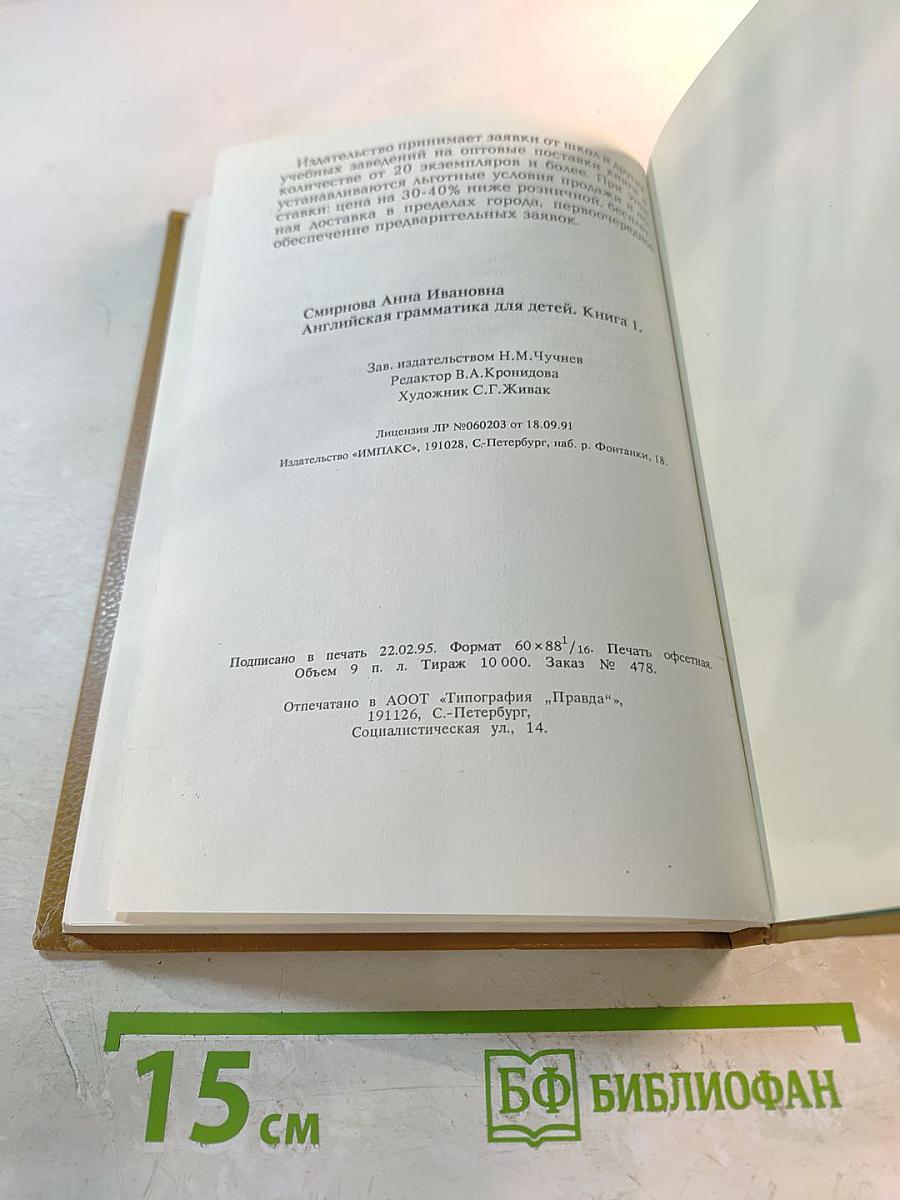 Издательство принимает заявки от школ и других
учебных заведений на оптовые поставки книг в
количестве от 20 экземпляров и более. При этом
устанавливаются льготные условия продажи и
ставки: цена на 30-40% ниже розничной,
ная доставка в пределах города, первоочередное
обеспечение предварительных заявок.
Смирнова Анна Ивановна
Английская грамматика для детей. Книга 1.
Зав. издательством Н.М.Чучнев
Редактор В.А.Кронидова
Художник С.Г.Живак
Лицензия ЛР №060203 от 18.09.91
Издательство «ИМПАКС», 191028, С.-Петербург, наб. р. Фонтанки, 18.
Подписано в печать 22.02.95. Формат 60×88¹/₁₆. Печать офсетная.
Объем 9 п. л. Тираж 10 000. Заказ № 478.
Отпечатано в АООТ «Типография „Правда“»,
191126, С.-Петербург,
Социалистическая ул., 14.
15 см
БФ БИБЛИОФАН